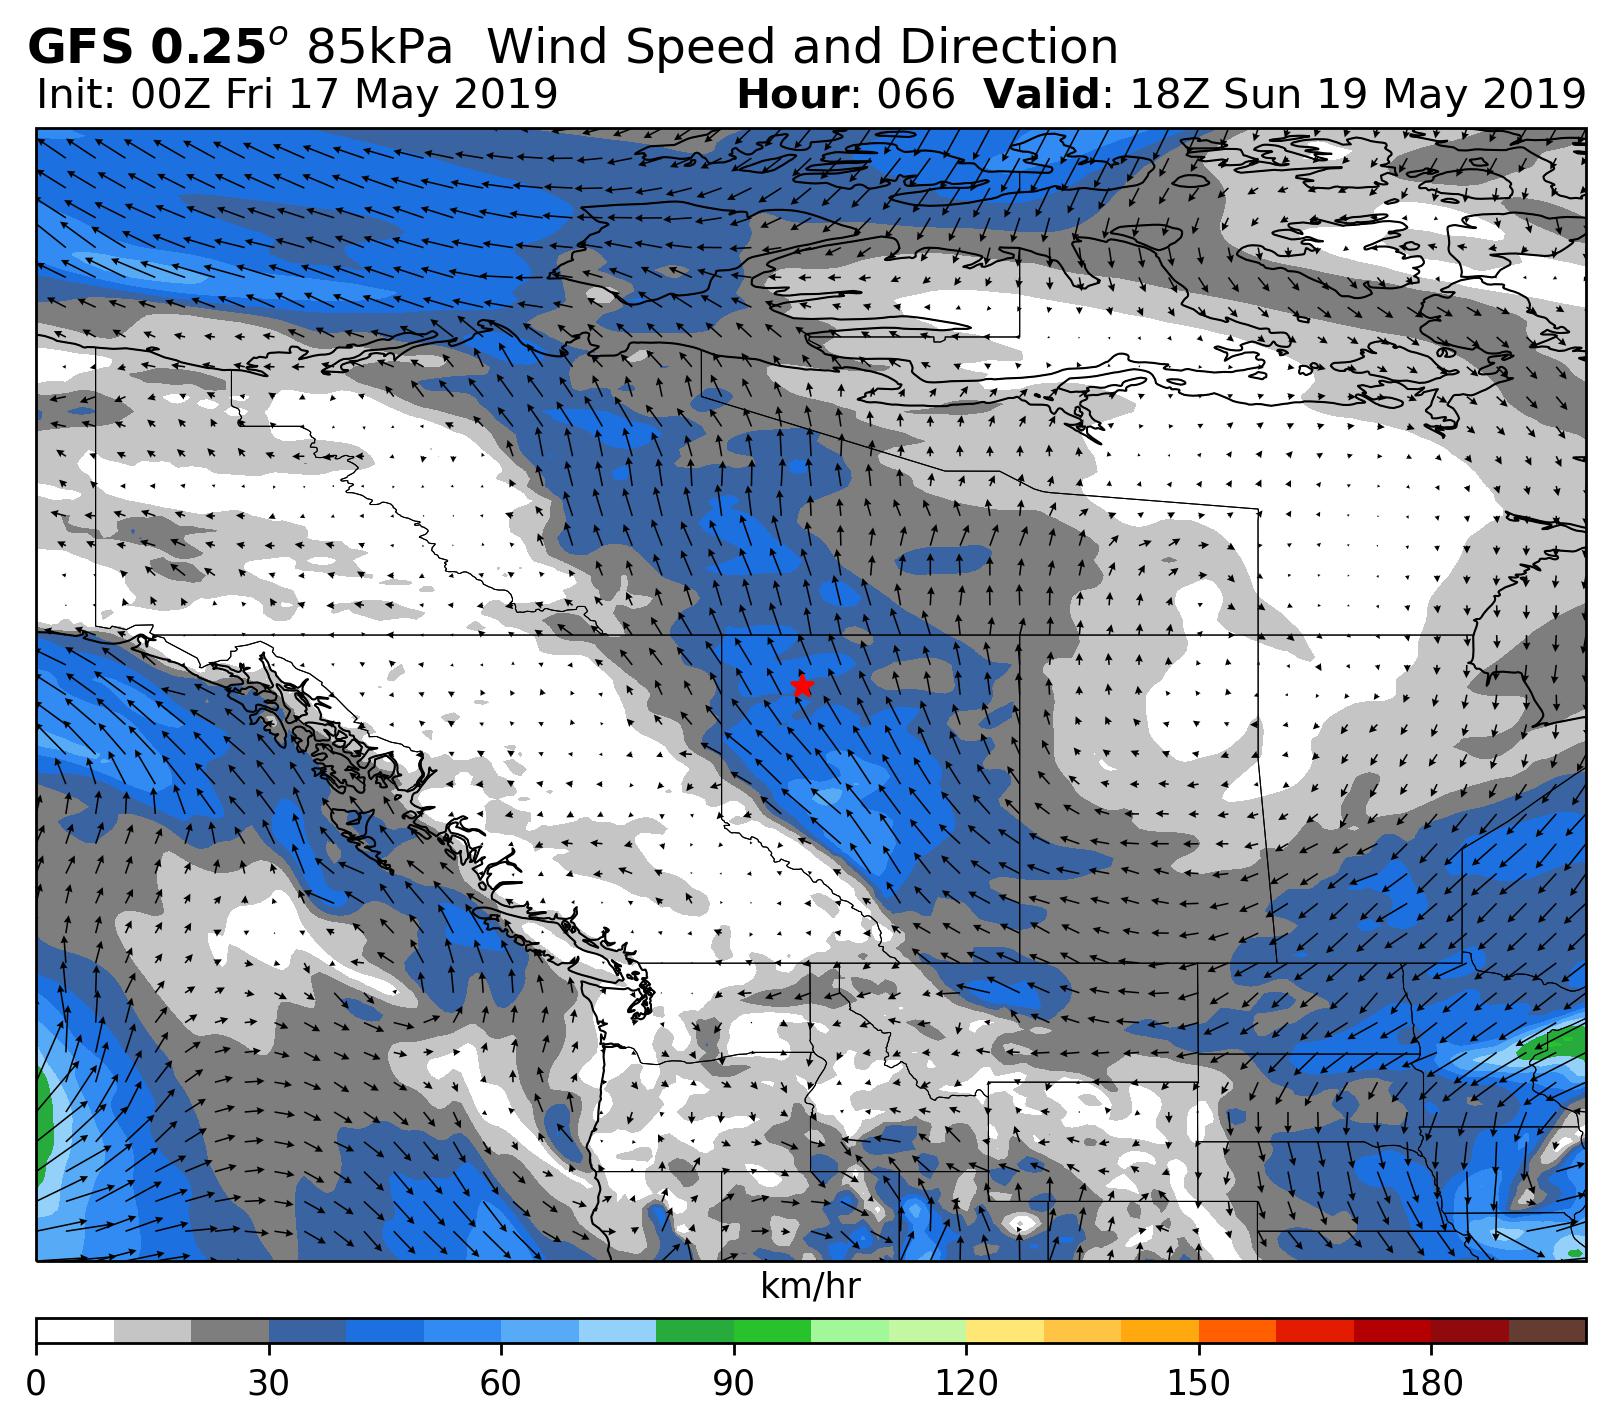 GFS 0.25° 85kPa Wind Speed and Direction
Init: 00Z Fri 17 May 2019 Hour: 066 Valid: 18Z Sun 19 May 2019
km/hr
0 30 60 90 120 150 180